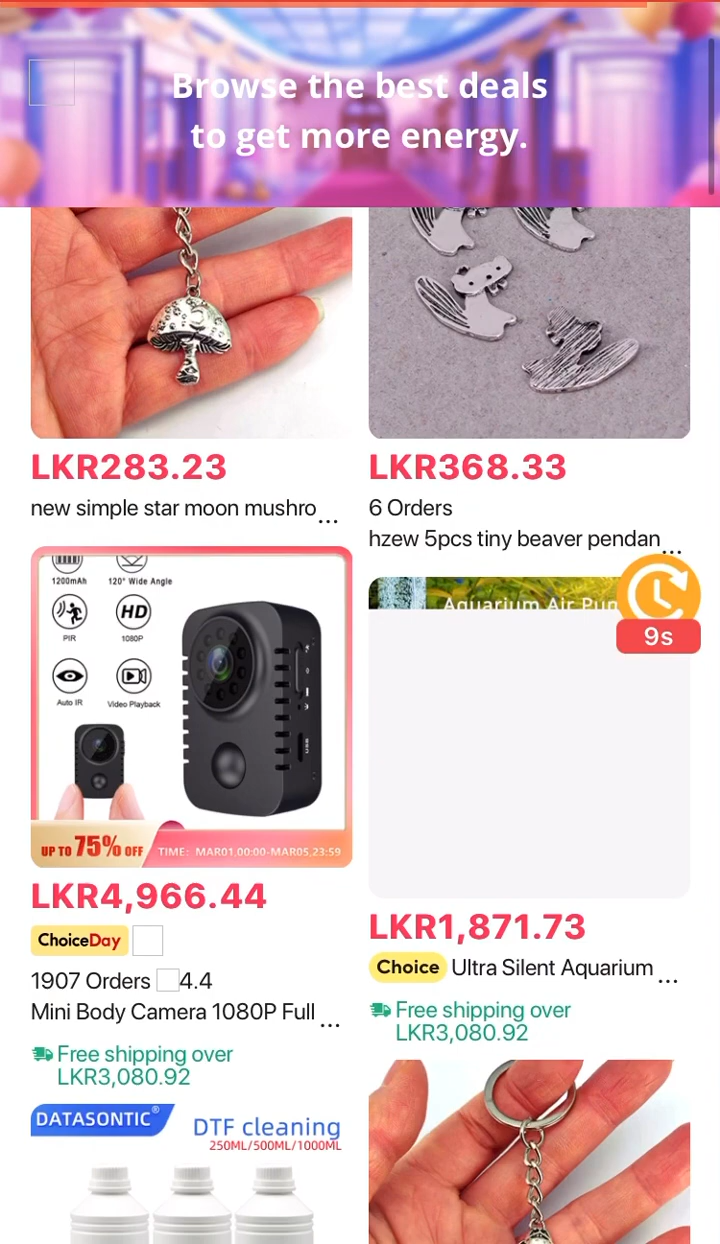 Browse the best deals
to get more energy.
LKR283.23
new simple star moon mushro...
LKR368.33
6 Orders
hzew 5pcs tiny beaver pendan...
1200mAh
120° Wide Angle
PIR
HD
1080P
Auto IR
Video Playback
USB
UP TO 75% OFF
TIME: MAR01,00:00-MAR05,23:59
LKR4,966.44
ChoiceDay
1907 Orders 4.4
Mini Body Camera 1080P Full...
Free shipping over
LKR3,080.92
Aquarium Air Pun
9s
LKR1,871.73
Choice Ultra Silent Aquarium...
Free shipping over
LKR3,080.92
DATASONTIC®
DTF cleaning
250ML/500ML/1000ML